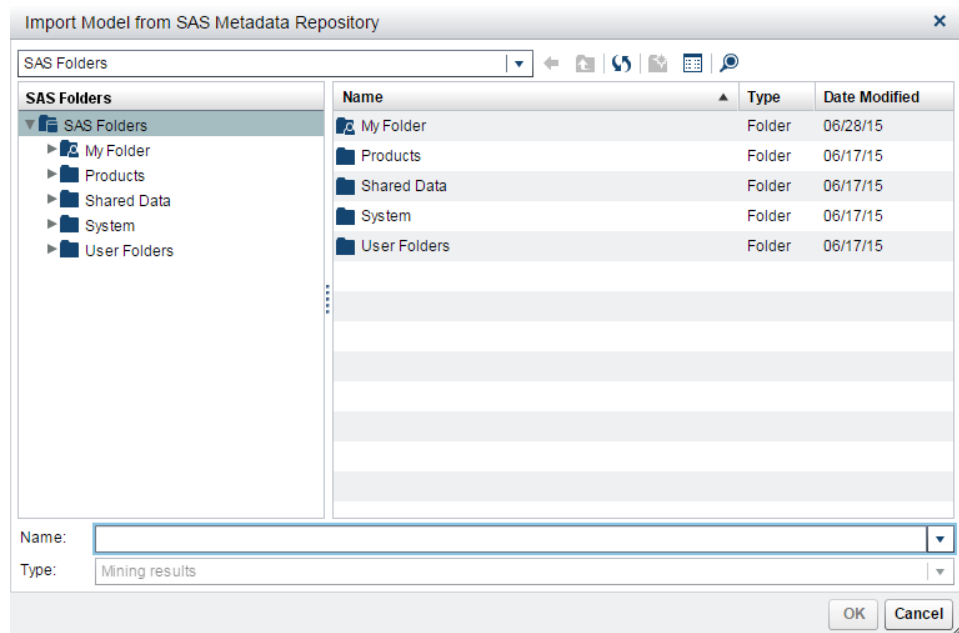 Import Model from SAS Metadata Repository
SAS Folders
SAS Folders
Name Type Date Modified
SAS Folders
My Folder
Products
Shared Data
System
User Folders
My Folder Folder 06/28/15
Products Folder 06/17/15
Shared Data Folder 06/17/15
System Folder 06/17/15
User Folders Folder 06/17/15
Name:
Type: Mining results
OK Cancel